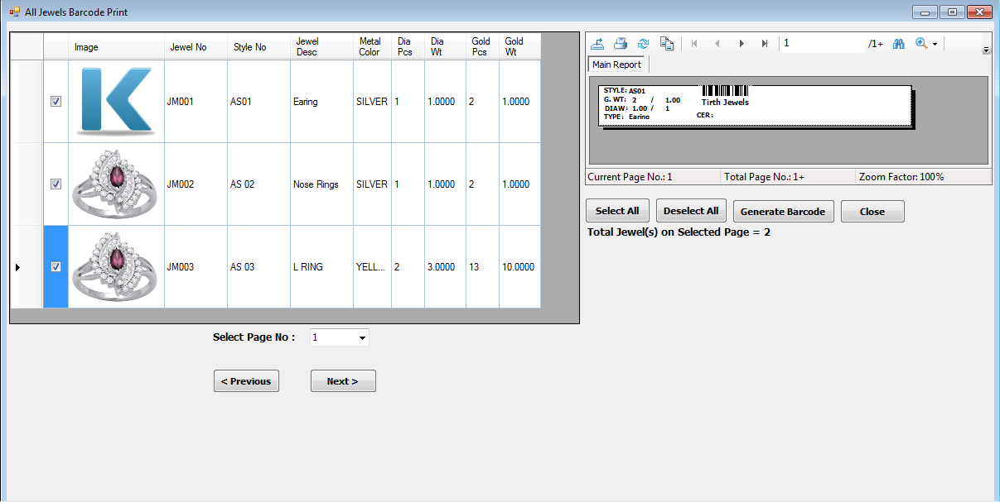 All Jewels Barcode Print
Image Jewel No Style No Jewel Desc Metal Color Dia Pcs Dia Wt Gold Pcs Gold Wt
K JM001 AS01 Earing SILVER 1 1.0000 2 1.0000
JM002 AS 02 Nose Rings SILVER 1 1.0000 2 1.0000
JM003 AS 03 L RING YELL... 2 3.0000 13 10.0000
Select Page No : 1
< Previous Next >
1 /1+
Main Report
STYLE: AS01
G. WT: 2 / 1.00
DIAW: 1.00 / 1
TYPE: Earing
Tirth Jewels
CER:
Current Page No.: 1 Total Page No.: 1+ Zoom Factor: 100%
Select All Deselect All Generate Barcode Close
Total Jewel(s) on Selected Page = 2